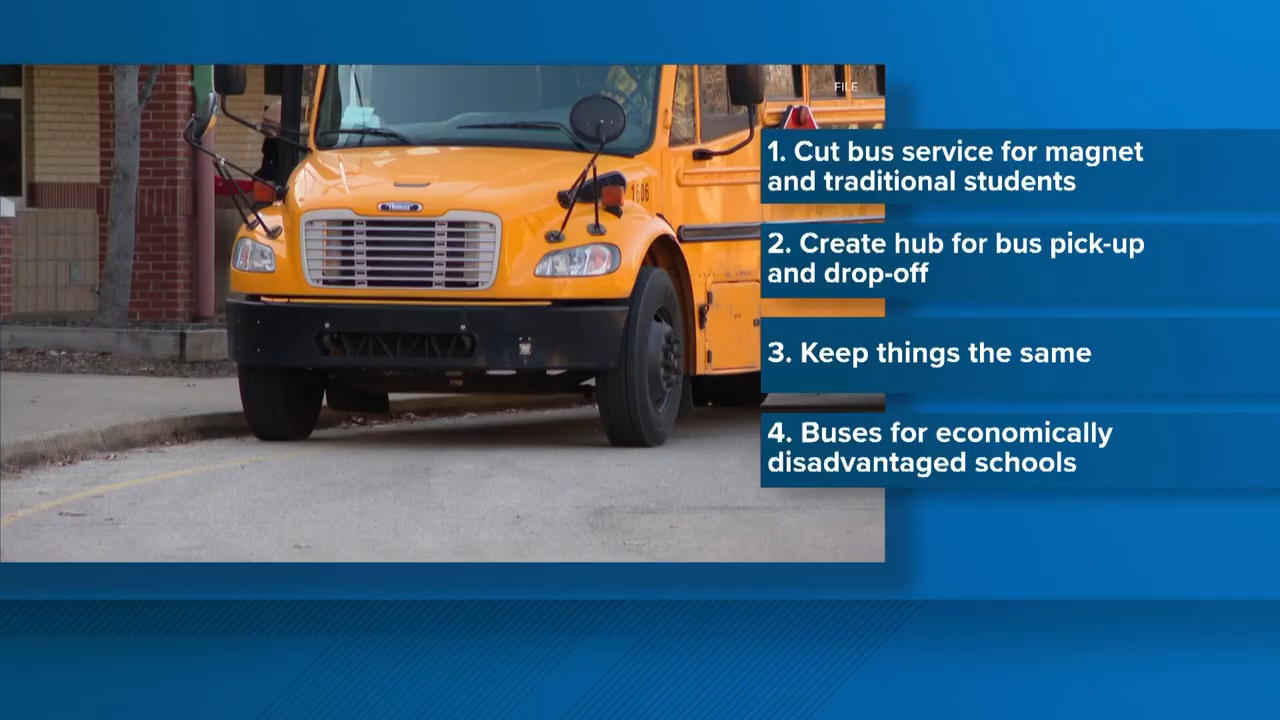 FILE
1. Cut bus service for magnet
and traditional students
2. Create hub for bus pick-up
and drop-off
3. Keep things the same
4. Buses for economically
disadvantaged schools